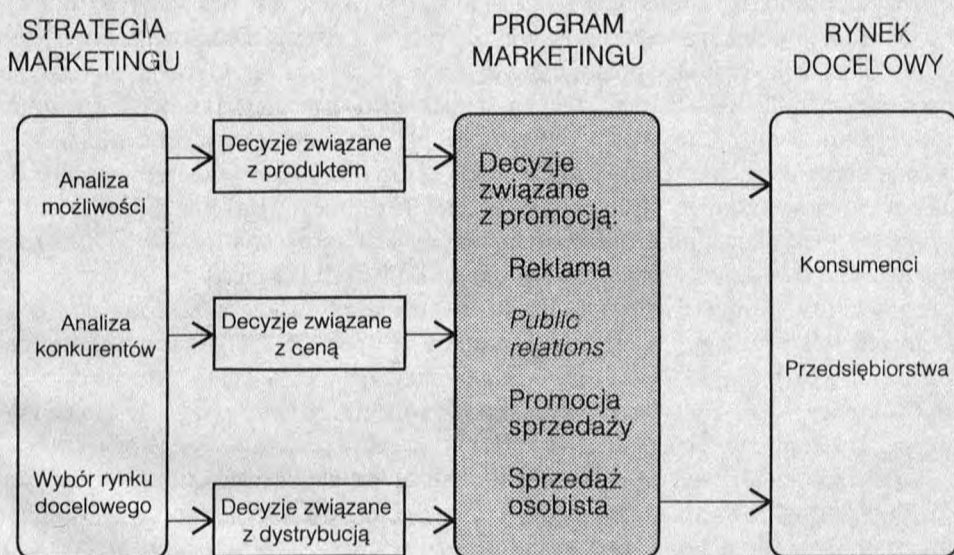 STRATEGIA
MARKETINGU
PROGRAM
MARKETINGU
RYNEK
DOCELOWY
Analiza
możliwości
Analiza
konkurentów
Wybór rynku
docelowego
Decyzje związane
z produktem
Decyzje związane
z ceną
Decyzje związane
z dystrybucją
Decyzje
związane
z promocją:
Reklama
Public
relations
Promocja
sprzedaży
Sprzedaż
osobista
Konsumenci
Przedsiębiorstwa